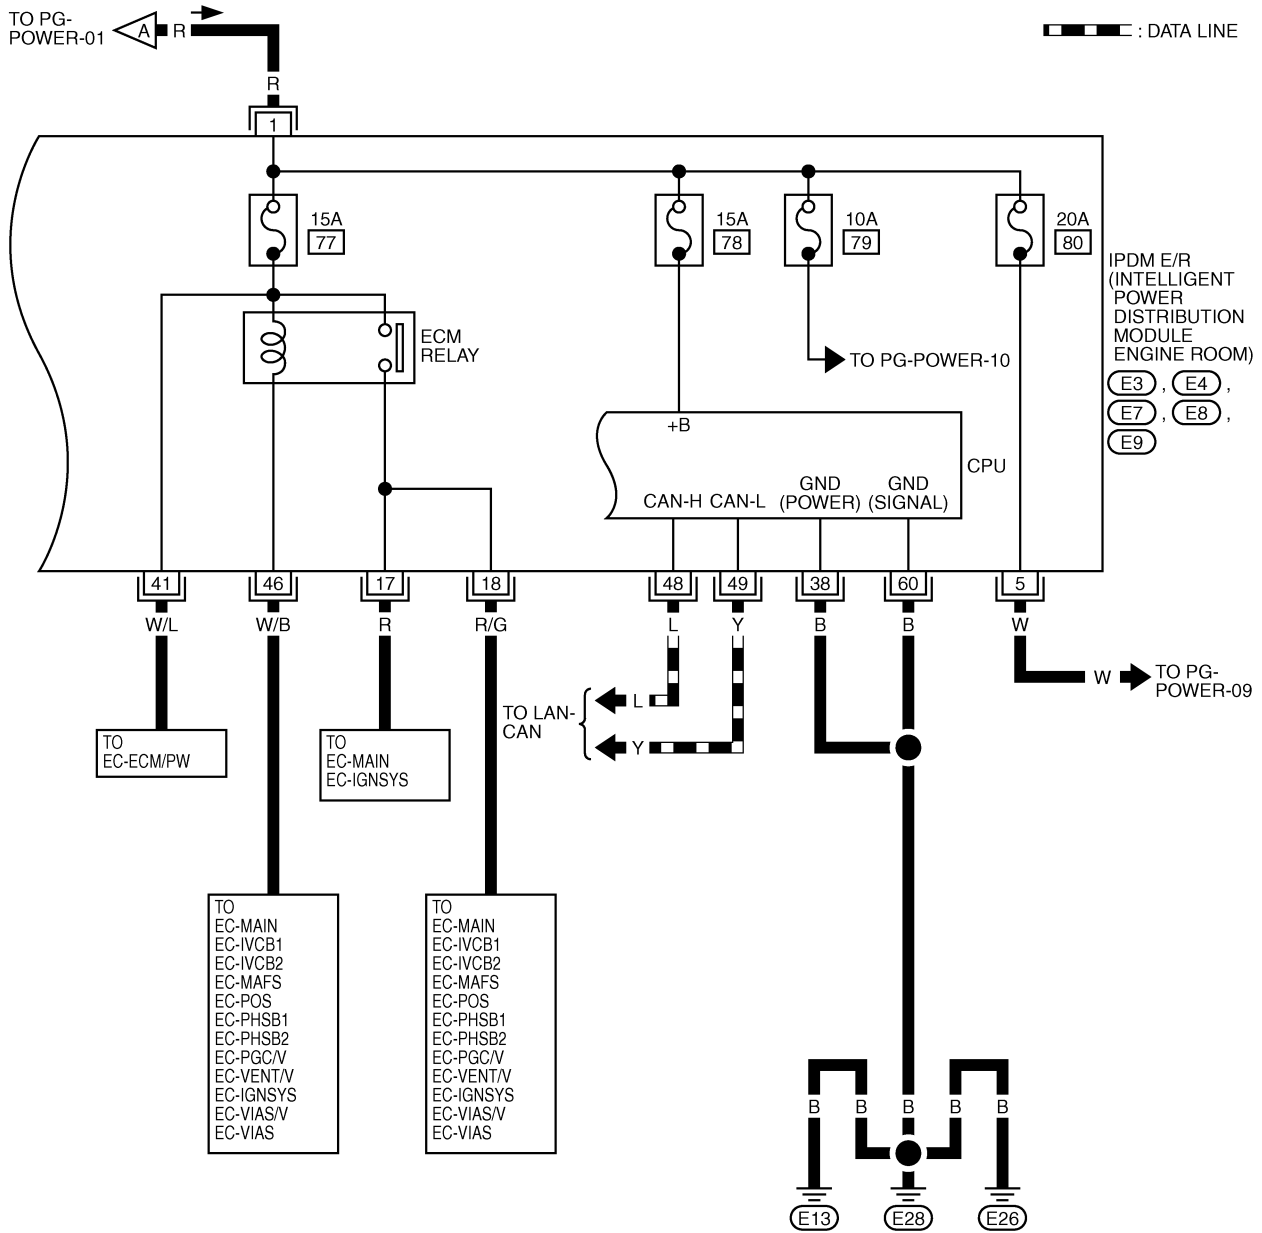 TO PG-
POWER-01
A
R
: DATA LINE
R
1
15A
77
15A
78
10A
79
20A
80
IPDM E/R
(INTELLIGENT
POWER
DISTRIBUTION
MODULE
ENGINE ROOM)
E3 , E4 ,
E7 , E8 ,
E9
ECM
RELAY
TO PG-POWER-10
+B
CPU
CAN-H
CAN-L
GND
(POWER)
GND
(SIGNAL)
41
46
17
18
48
49
38
60
5
W/L
W/B
R
R/G
L
Y
B
B
W
W
TO PG-
POWER-09
TO LAN-
CAN
L
Y
TO
EC-ECM/PW
TO
EC-MAIN
EC-IGNSYS
TO
EC-MAIN
EC-IVCB1
EC-IVCB2
EC-MAFS
EC-POS
EC-PHSB1
EC-PHSB2
EC-PGC/V
EC-VENT/V
EC-IGNSYS
EC-VIAS/V
EC-VIAS
TO
EC-MAIN
EC-IVCB1
EC-IVCB2
EC-MAFS
EC-POS
EC-PHSB1
EC-PHSB2
EC-PGC/V
EC-VENT/V
EC-IGNSYS
EC-VIAS/V
EC-VIAS
B
B
B
B
B
E13
E28
E26